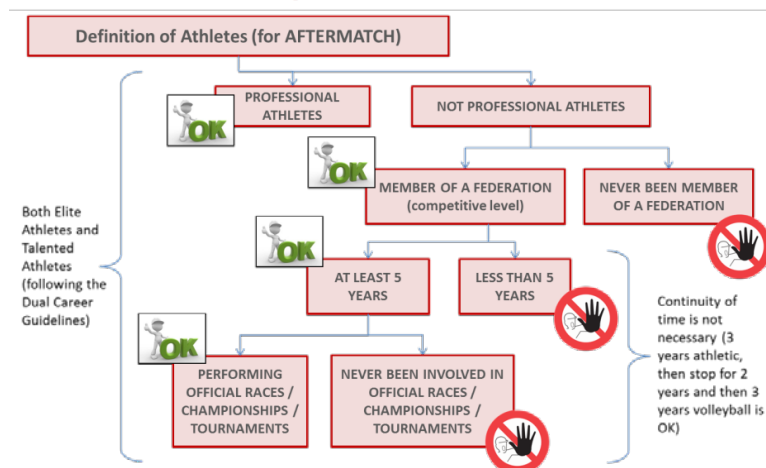 Definition of Athletes (for AFTERMATCH)
PROFESSIONAL
ATHLETES
NOT PROFESSIONAL ATHLETES
OK
OK
MEMBER OF A FEDERATION
(competitive level)
NEVER BEEN MEMBER
OF A FEDERATION
Both Elite
Athletes and
Talented
Athletes
(following the
Dual Career
Guidelines)
OK
AT LEAST 5
YEARS
LESS THAN 5
YEARS
Continuity of
time is not
necessary (3
years athletic,
then stop for 2
years and then 3
years volleyball is
OK)
OK
PERFORMING
OFFICIAL RACES /
CHAMPIONSHIPS /
TOURNAMENTS
NEVER BEEN INVOLVED IN
OFFICIAL RACES /
CHAMPIONSHIPS /
TOURNAMENTS